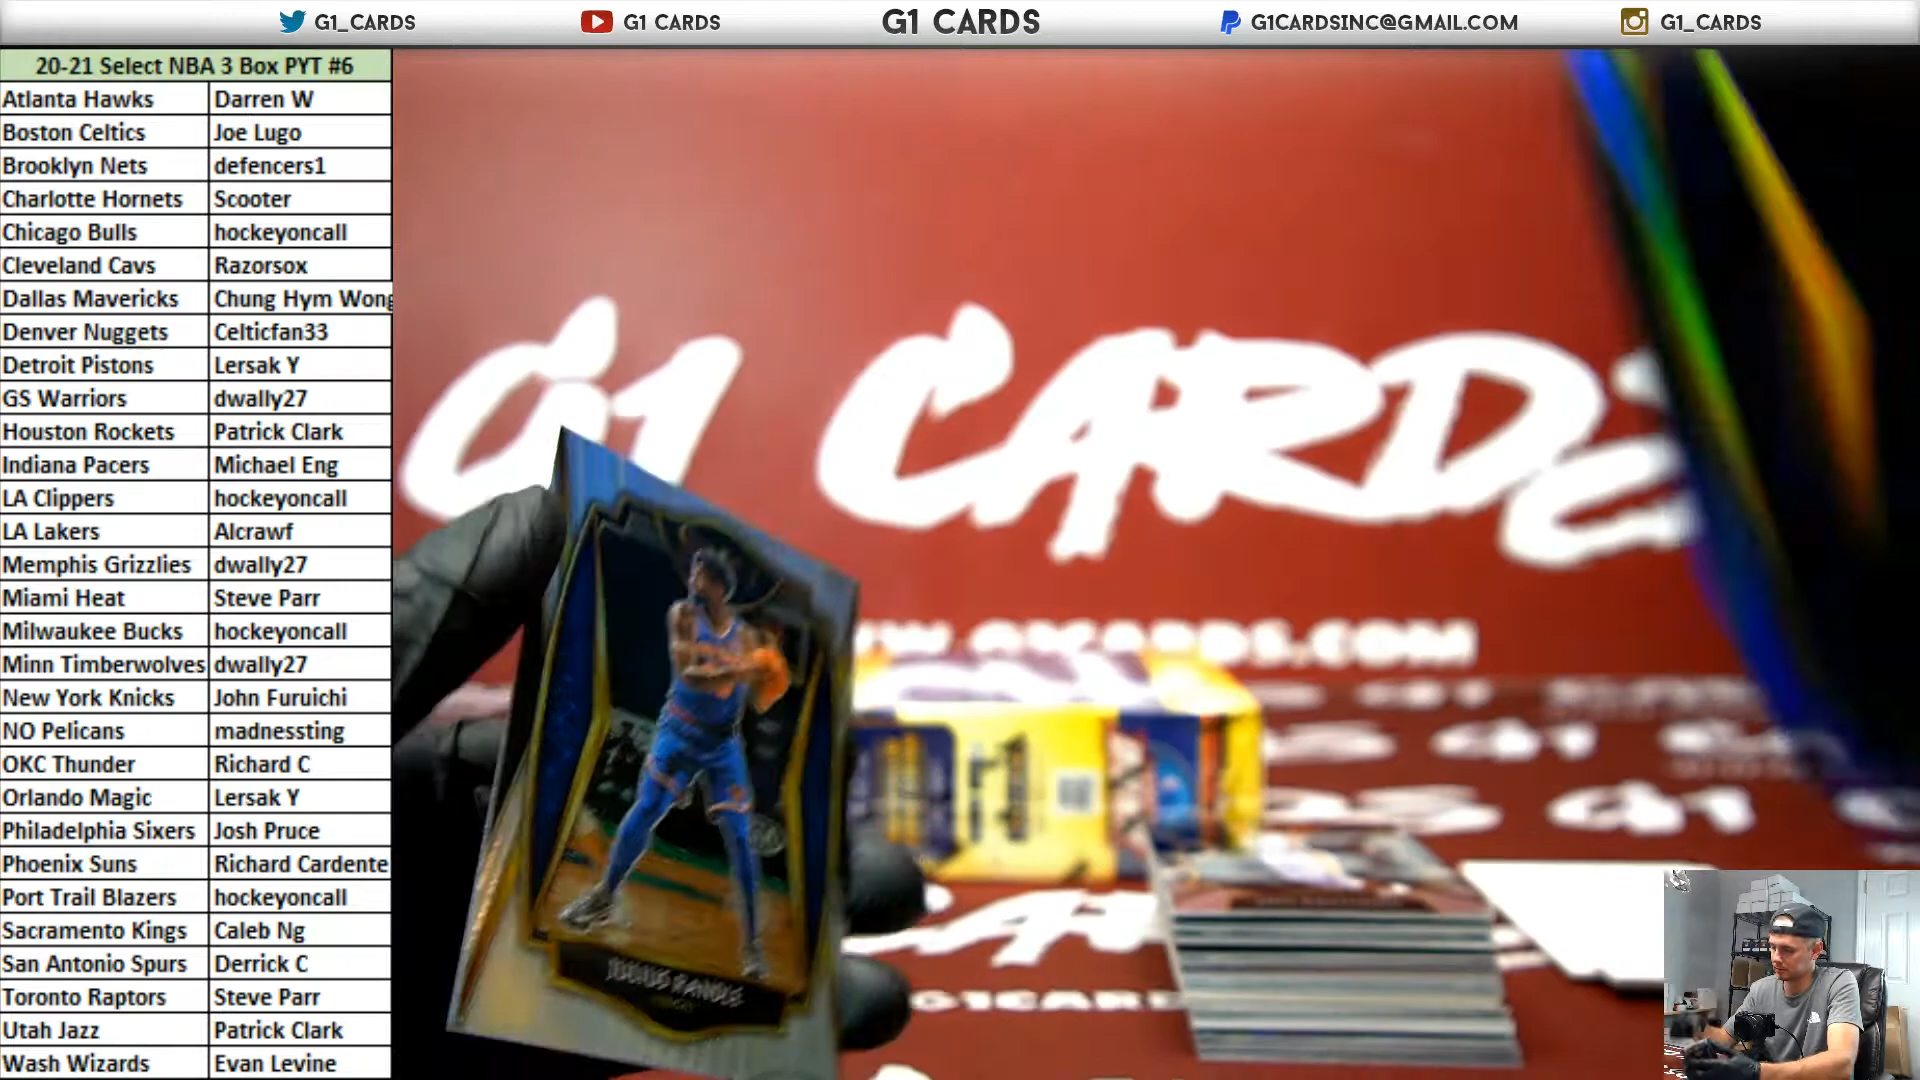 G1_CARDS G1 CARDS G1 CARDS G1CARDSINC@GMAIL.COM G1_CARDS
20-21 Select NBA 3 Box PYT #6
Atlanta Hawks Darren W
Boston Celtics Joe Lugo
Brooklyn Nets defencers1
Charlotte Hornets Scooter
Chicago Bulls hockeyoncall
Cleveland Cavs Razorsox
Dallas Mavericks Chung Hym Wong
Denver Nuggets Celticfan33
Detroit Pistons Lersak Y
GS Warriors dwally27
Houston Rockets Patrick Clark
Indiana Pacers Michael Eng
LA Clippers hockeyoncall
LA Lakers Alcrawf
Memphis Grizzlies dwally27
Miami Heat Steve Parr
Milwaukee Bucks hockeyoncall
Minn Timberwolves dwally27
New York Knicks John Furuichi
NO Pelicans madnessting
OKC Thunder Richard C
Orlando Magic Lersak Y
Philadelphia Sixers Josh Pruce
Phoenix Suns Richard Cardente
Port Trail Blazers hockeyoncall
Sacramento Kings Caleb Ng
San Antonio Spurs Derrick C
Toronto Raptors Steve Parr
Utah Jazz Patrick Clark
Wash Wizards Evan Levine
G1 CARDS
JULIUS RANDLE